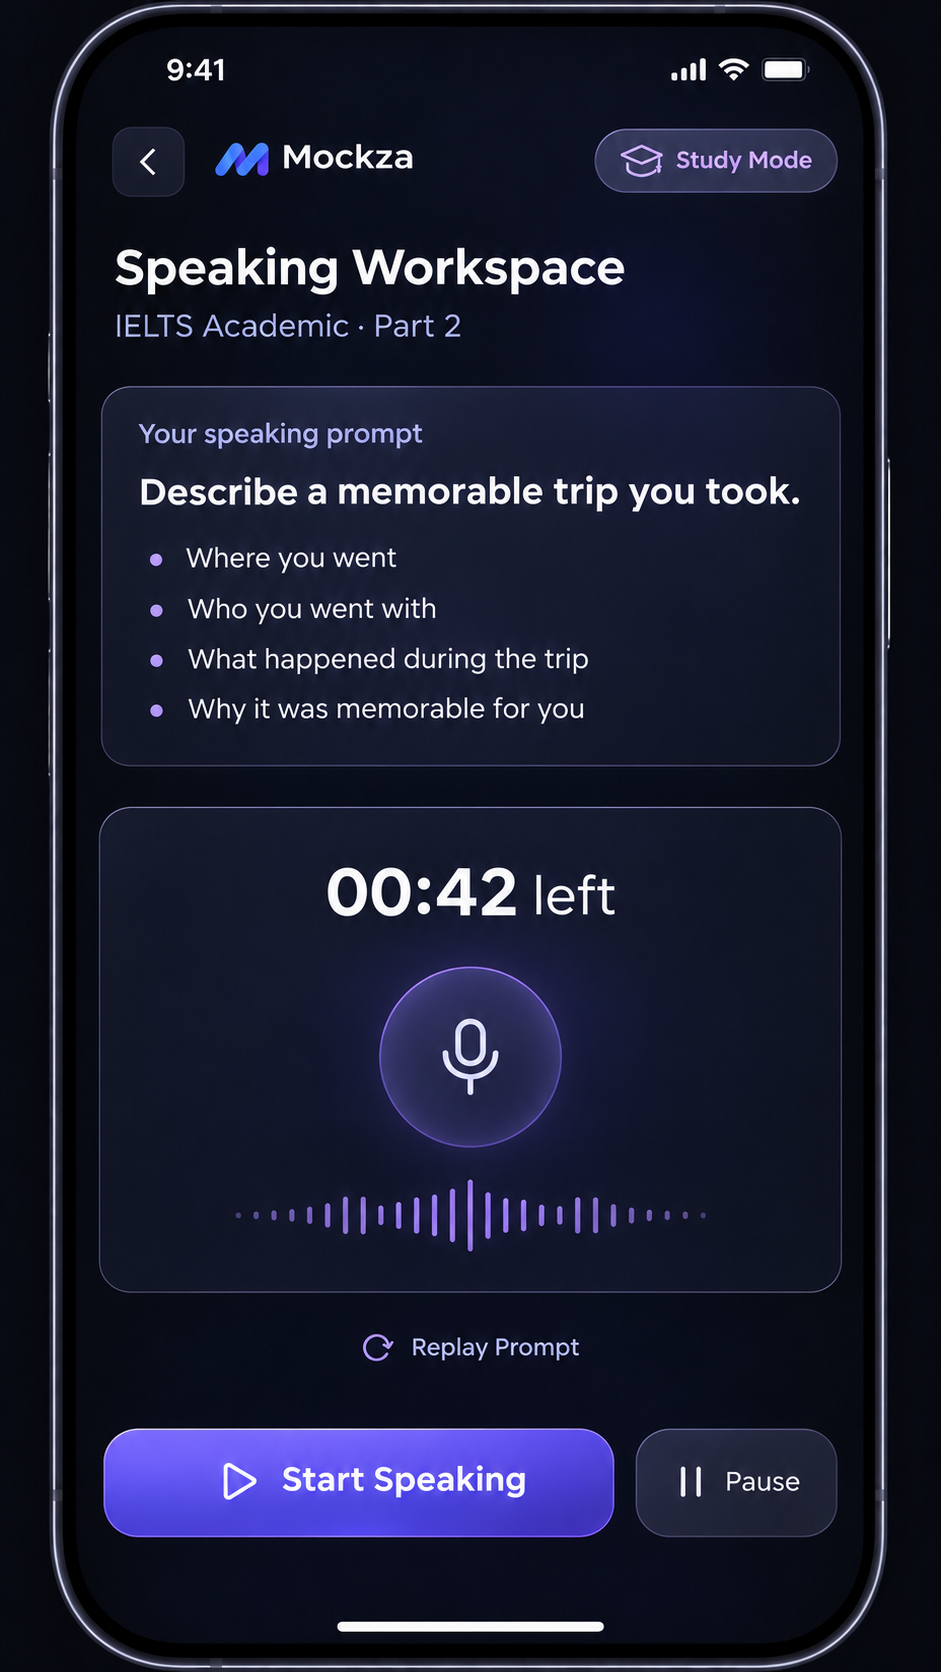 9:41
Mockza
Study Mode
Speaking Workspace
IELTS Academic · Part 2
Your speaking prompt
Describe a memorable trip you took.
Where you went
Who you went with
What happened during the trip
Why it was memorable for you
00:42 left
Replay Prompt
Start Speaking
Pause